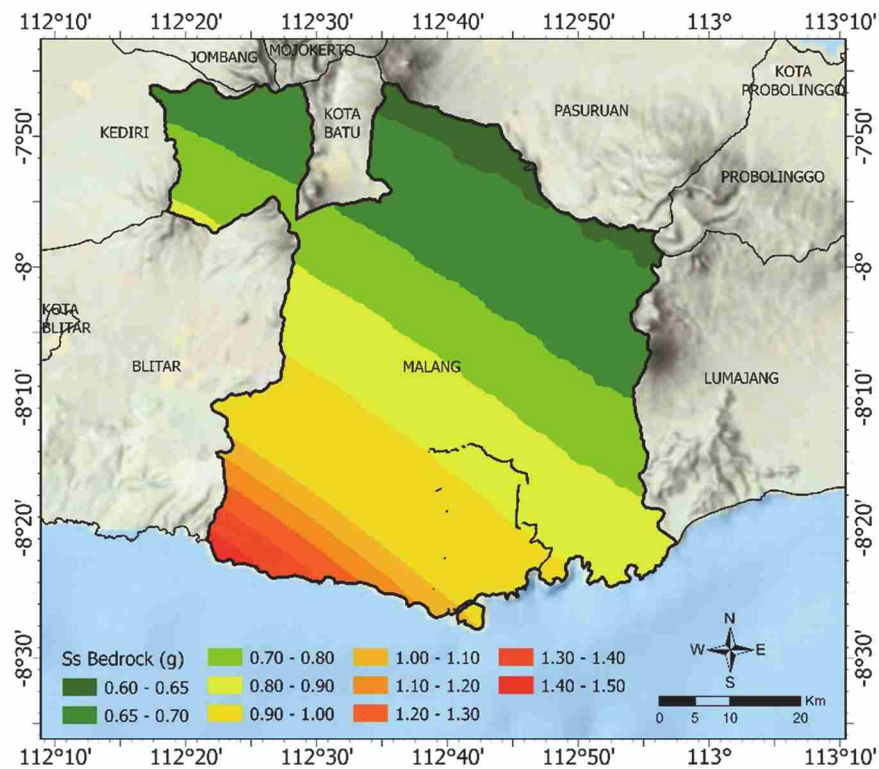 112°10' 112°20' 112°30' 112°40' 112°50' 113° 113°10'
JOMBANG
MOJOKERTO
KOTA
PROBOLINGGO
-7°50'
KEDIRI
KOTA
BATU
PASURUAN
-7°50'
PROBOLINGGO
-8°
-8°
KOTA
BLITAR
BLITAR
MALANG
LUMAJANG
-8°10'
-8°10'
-8°20'
-8°20'
-8°30'
-8°30'
Ss Bedrock (g)
0.60 - 0.65
0.65 - 0.70
0.70 - 0.80
0.80 - 0.90
0.90 - 1.00
1.00 - 1.10
1.10 - 1.20
1.20 - 1.30
1.30 - 1.40
1.40 - 1.50
N
W E
S
Km
0 5 10 20
112°10' 112°20' 112°30' 112°40' 112°50' 113° 113°10'